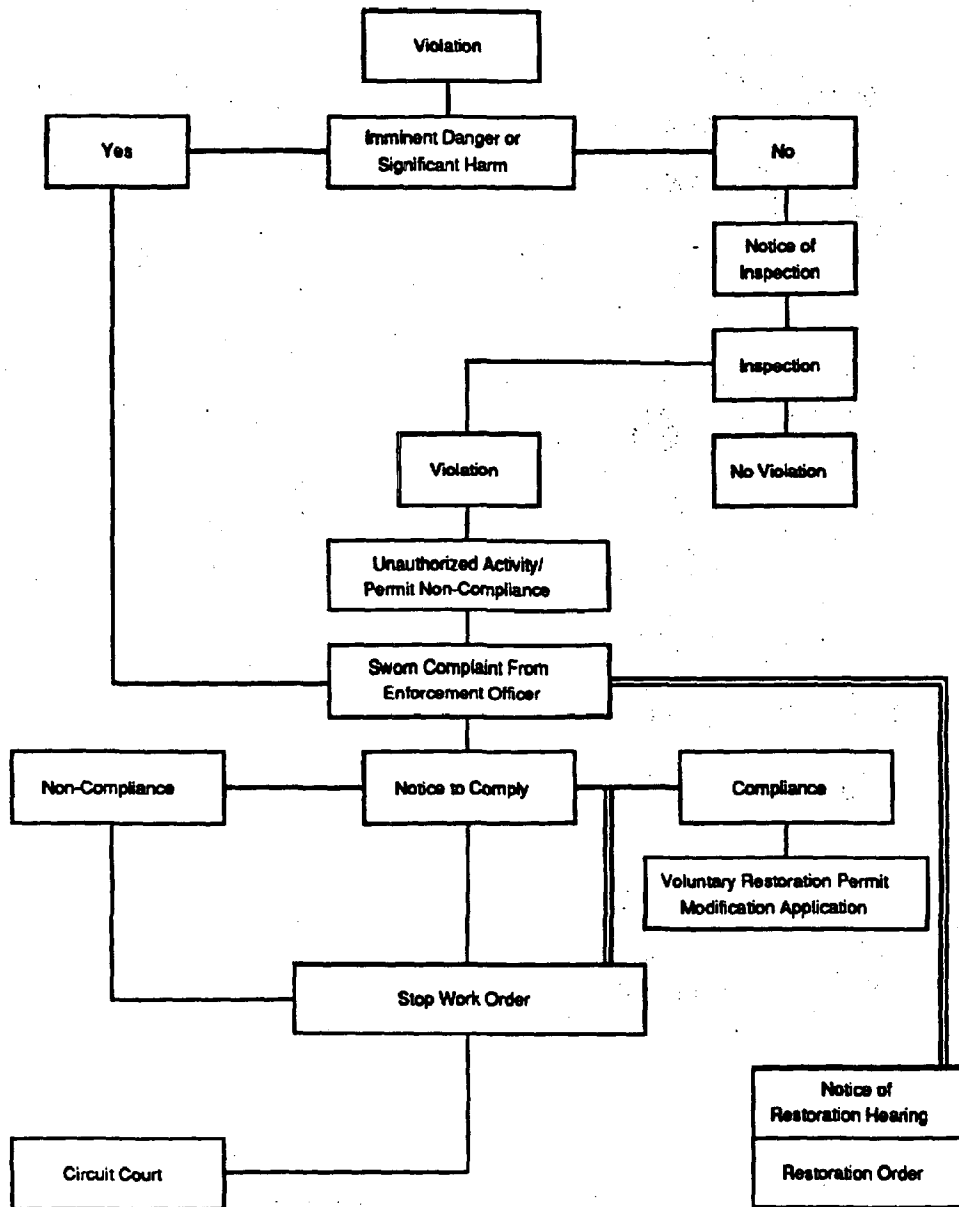 Violation
Yes
Imminent Danger or
Significant Harm
No
Notice of
Inspection
Inspection
Violation
No Violation
Unauthorized Activity/
Permit Non-Compliance
Sworn Complaint From
Enforcement Officer
Non-Compliance
Notice to Comply
Compliance
Voluntary Restoration Permit
Modification Application
Stop Work Order
Notice of
Restoration Hearing
Circuit Court
Restoration Order